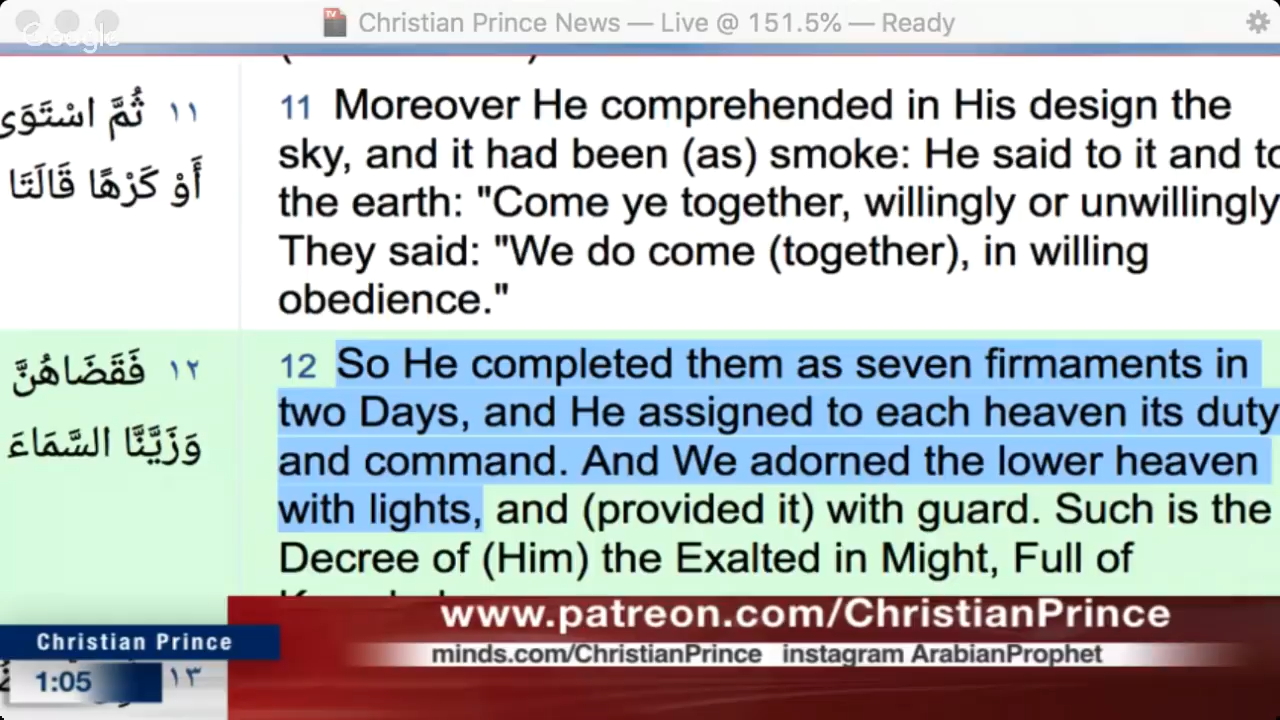 Google
Christian Prince News — Live @ 151.5% — Ready
١١ ثُمَّ اسْتَوَى
أَوْ كَرْهًا قَالَتَا
11 Moreover He comprehended in His design the
sky, and it had been (as) smoke: He said to it and to
the earth: "Come ye together, willingly or unwillingly
They said: "We do come (together), in willing
obedience."
١٢ فَقَضَاهُنَّ
وَزَيَّنَّا السَّمَاءَ
12 So He completed them as seven firmaments in
two Days, and He assigned to each heaven its duty
and command. And We adorned the lower heaven
with lights, and (provided it) with guard. Such is the
Decree of (Him) the Exalted in Might, Full of
www.patreon.com/ChristianPrince
minds.com/ChristianPrince instagram ArabianProphet
Christian Prince
1:05
١٣